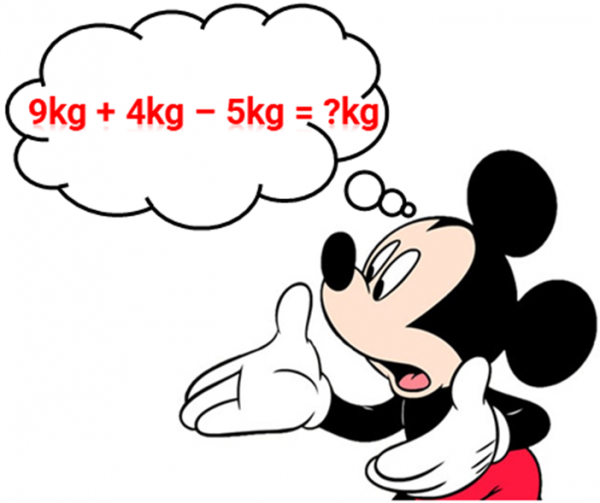 9kg + 4kg – 5kg = ?kg